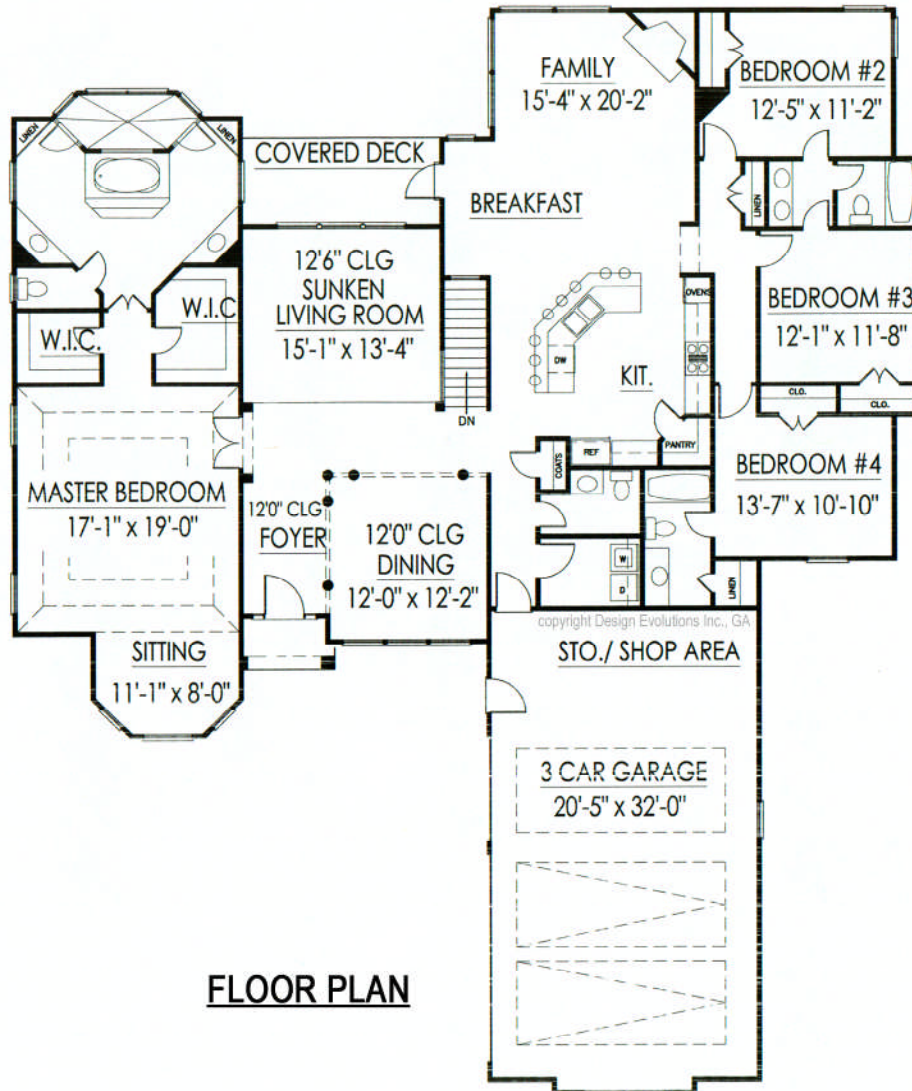 FAMILY
15'-4" x 20'-2"
BEDROOM #2
12'-5" x 11'-2"
LINEN
LINEN
COVERED DECK
BREAKFAST
LINEN
12'6" CLG
SUNKEN
LIVING ROOM
15'-1" x 13'-4"
W.I.C
W.I.C.
OVENS
BEDROOM #3
12'-1" x 11'-8"
DW
KIT.
CLO.
CLO.
DN
PANTRY
REF
COATS
BEDROOM #4
13'-7" x 10'-10"
MASTER BEDROOM
17'-1" x 19'-0"
12'0" CLG
FOYER
12'0" CLG
DINING
12'-0" x 12'-2"
W
D
LINEN
copyright Design Evolutions Inc., GA
SITTING
11'-1" x 8'-0"
STO./ SHOP AREA
3 CAR GARAGE
20'-5" x 32'-0"
FLOOR PLAN